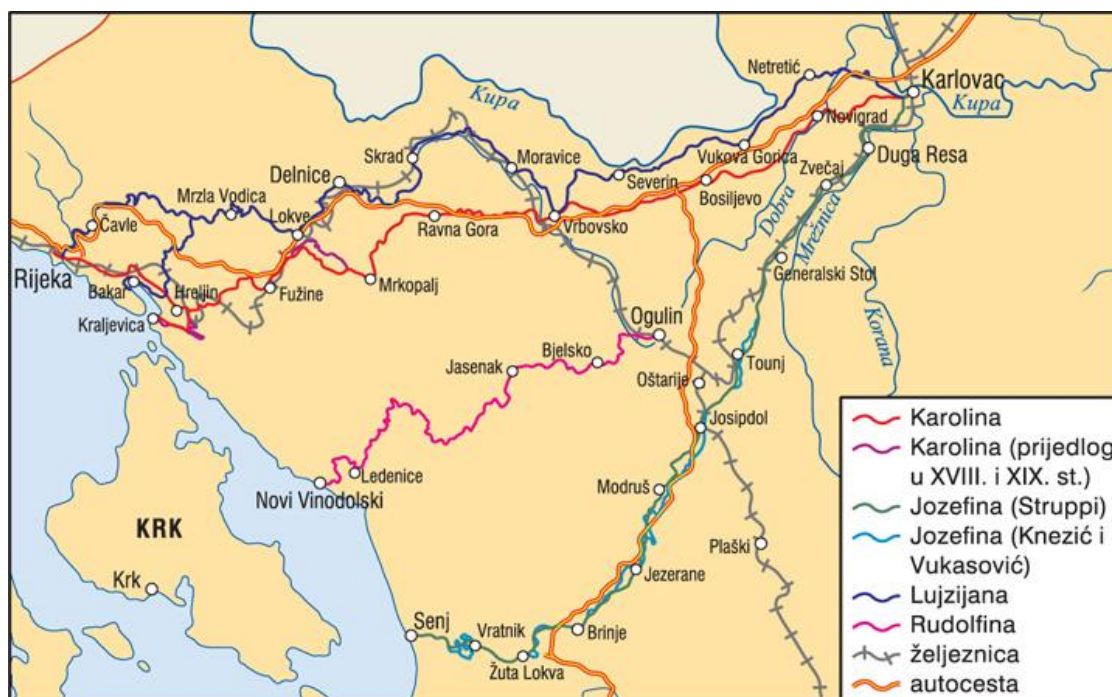 Netretić
Karlovac
Kupa
Kupa
Novigrad
Skrad
Moravice
Vukova Gorica
Duga Resa
Delnice
Zvečaj
Severin
Bosiljevo
Mrzla Vodica
Lokve
Čavle
Ravna Gora
Vrbovsko
Dobra
Mrežnica
Rijeka
Generalski Stol
Bakar
Hreljin
Fužine
Mrkopalj
Kraljevica
Ogulin
Korana
Bjelsko
Tounj
Jasenak
Oštarije
Josipdol
Ledenice
Novi Vinodolski
Modruš
KRK
Plaški
Krk
Jezerane
Senj
Vratnik
Brinje
Žuta Lokva
Karolina
Karolina (prijedlog
u XVIII. i XIX. st.)
Jozefina (Struppi)
Jozefina (Knezić i
Vukasović)
Lujzijana
Rudolfina
željeznica
autocesta